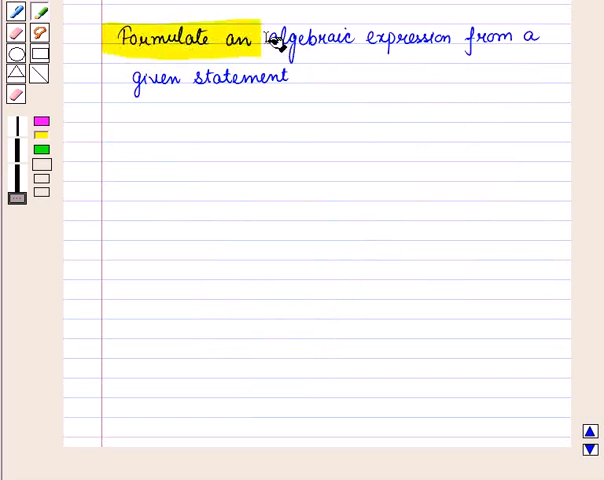 Formulate an algebraic expression from a
given statement